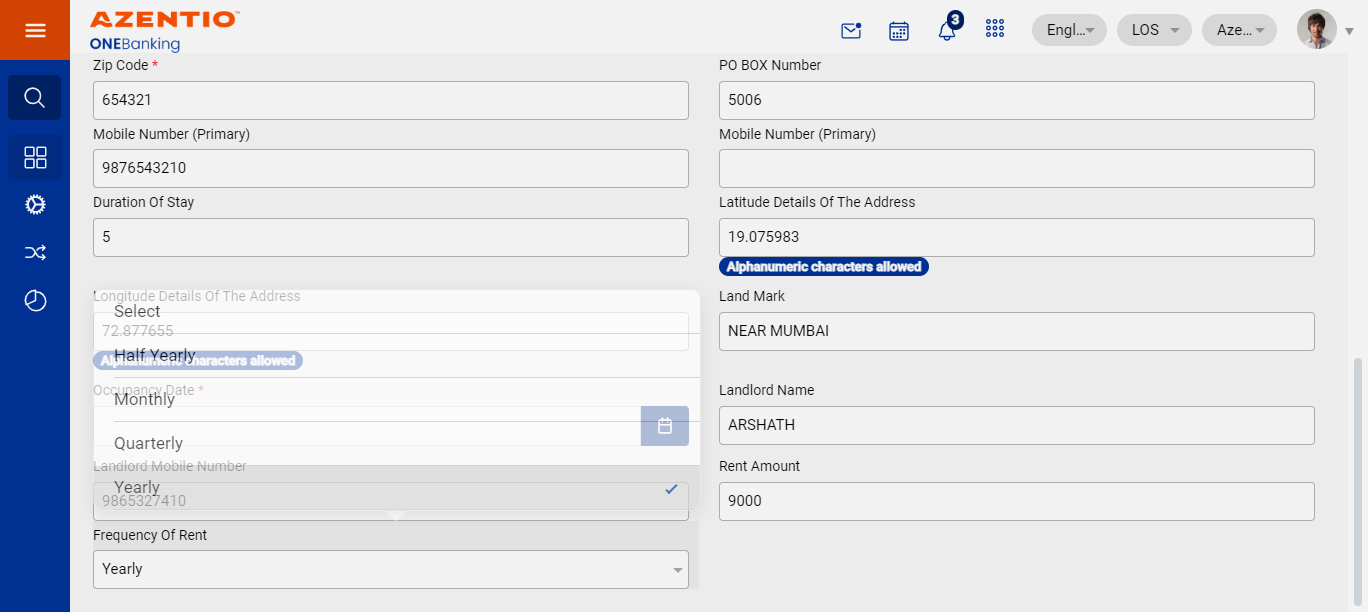 AZENTIO™
ONEBanking
3
Engl...
LOS
Aze...
Zip Code *
PO BOX Number
654321
5006
Mobile Number (Primary)
Mobile Number (Primary)
9876543210
Duration Of Stay
Latitude Details Of The Address
5
19.075983
Alphanumeric characters allowed
Longitude Details Of The Address
Land Mark
Select
72.877655
NEAR MUMBAI
Half Yearly
Alphanumeric characters allowed
Occupancy Date *
Landlord Name
Monthly
ARSHATH
Quarterly
Landlord Mobile Number
Rent Amount
Yearly
9865327410
9000
Frequency Of Rent
Yearly